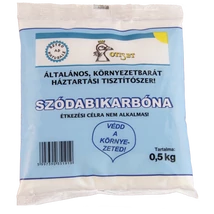 ÁLTALÁNOS, KÖRNYEZETBARÁT
HÁZTARTÁSI TISZTÍTÓSZER!
SZÓDABIKARBÓNA
ÉTKEZÉSI CÉLRA NEM ALKALMAS!
VÉDD
A KÖRNYE-
ZETED!
Tartalma:
0,5 kg